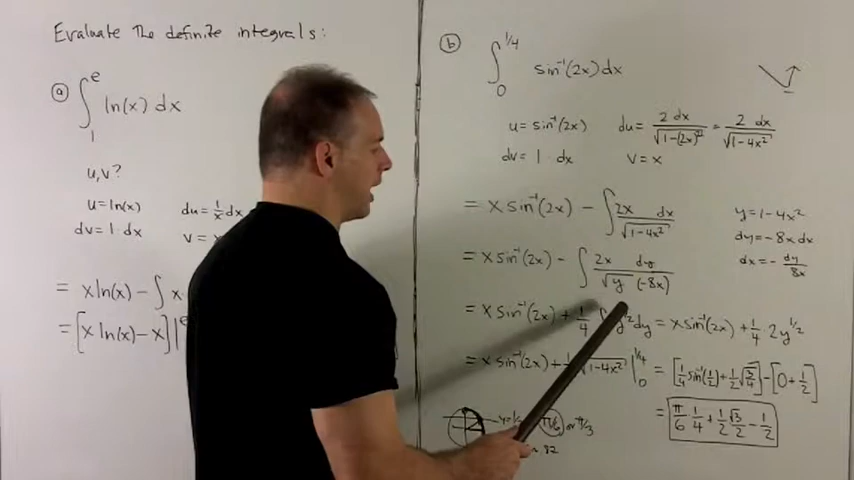 Evaluate The definite integrals:
ⓐ ∫₁ᵉ ln(x) dx
u,v?
u = ln(x) du = 1/x dx
dv = 1·dx v = x
= x ln(x) - ∫ x
= [x ln(x) - x]|ᵉ
ⓑ ∫₀^{1/4} sin⁻¹(2x) dx
u = sin⁻¹(2x) du = 2 dx/√(1-(2x)²) = 2 dx/√(1-4x²)
dv = 1·dx v = x
= x sin⁻¹(2x) - ∫ 2x dx/√(1-4x²)
y = 1-4x²
dy = -8x dx
dx = - dy/8x
= x sin⁻¹(2x) - ∫ 2x dy/(√y (-8x))
= x sin⁻¹(2x) + 1/4 dy = x sin⁻¹(2x) + 1/4 · 2y^{1/2}
= x sin⁻¹(2x) + √(1-4x²) |₀^{1/4} = [1/4 sin⁻¹(1/2) + 1/2 √(3/4)] - [0 + 1/2]
= π/6 · 1/4 + 1/2 · √3/2 - 1/2
π/6 or π/3